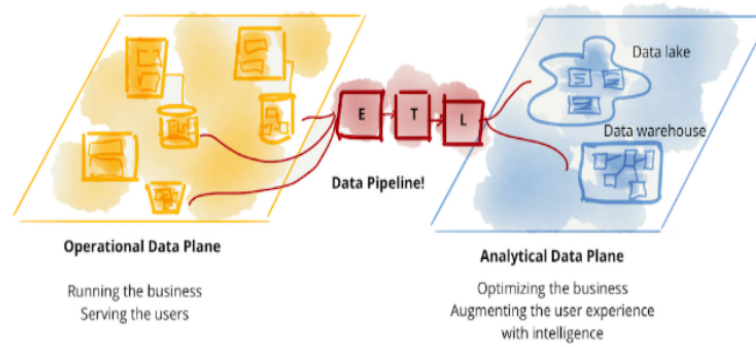 Data lake
E
T
L
Data warehouse
Data Pipeline!
Operational Data Plane
Running the business
Serving the users
Analytical Data Plane
Optimizing the business
Augmenting the user experience
with intelligence